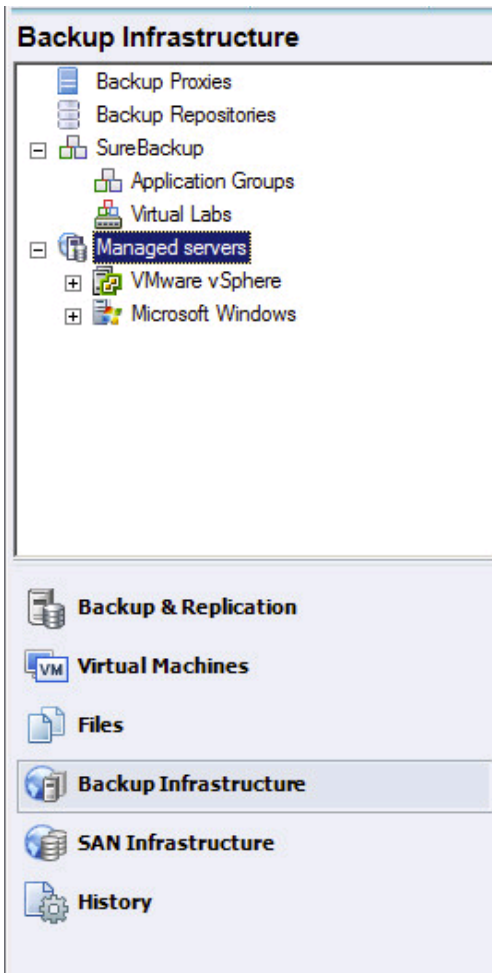 Backup Infrastructure
Backup Proxies
Backup Repositories
SureBackup
Application Groups
Virtual Labs
Managed servers
VMware vSphere
Microsoft Windows
Backup & Replication
VM Virtual Machines
Files
Backup Infrastructure
SAN Infrastructure
History